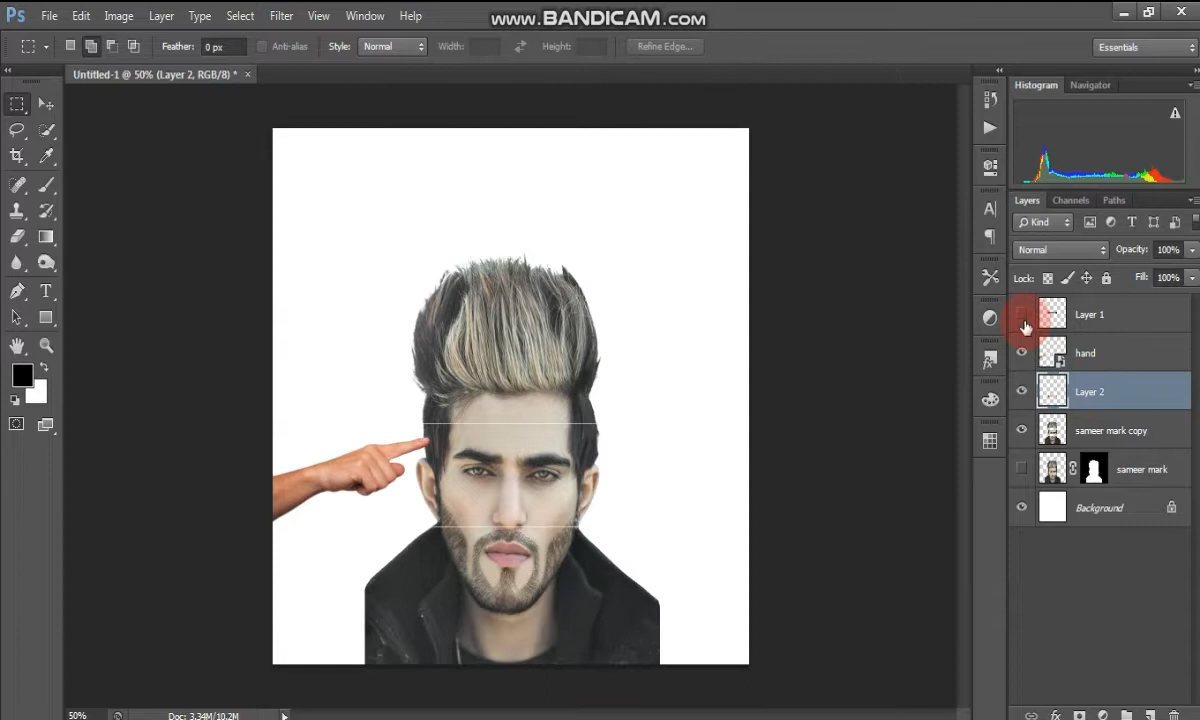 Ps File Edit Image Layer Type Select Filter View Window Help
www.BANDICAM.com
Feather: 0 px Anti-alias Style: Normal Width: Height: Refine Edge... Essentials
Untitled-1 @ 50% (Layer 2, RGB/8) * ×
Histogram Navigator
Layers Channels Paths
Kind
Normal Opacity: 100%
Lock: Fill: 100%
Layer 1
hand
Layer 2
sameer mark copy
sameer mark
Background
50% Doc: 3.34M/10.2M